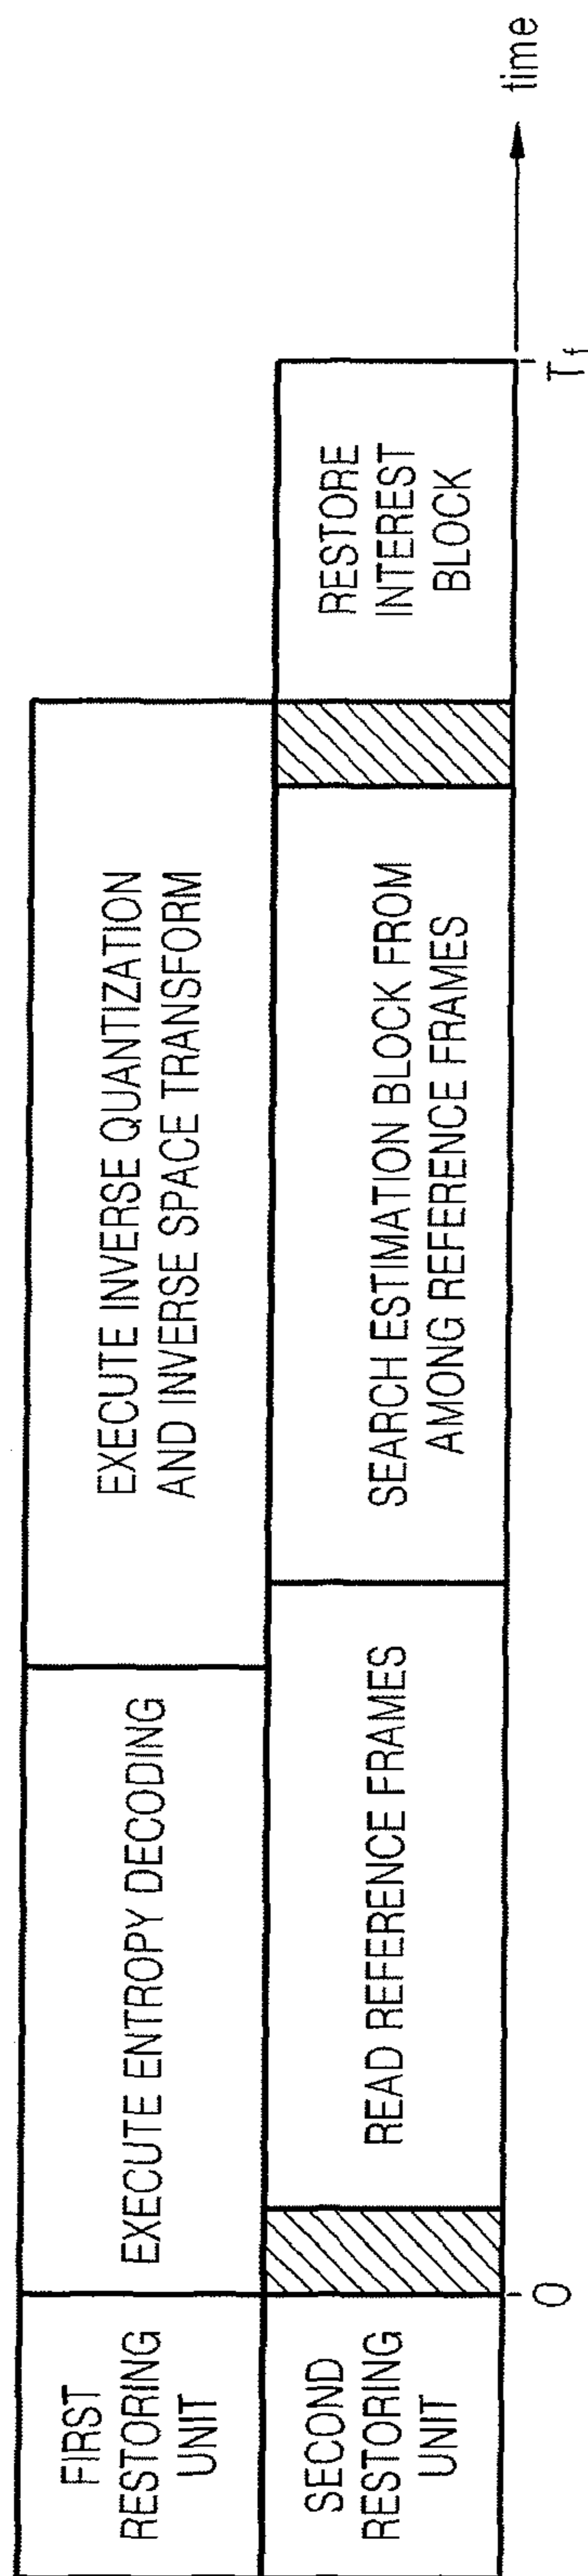 FIRST
RESTORING
UNIT
EXECUTE ENTROPY DECODING
EXECUTE INVERSE QUANTIZATION
AND INVERSE SPACE TRANSFORM
SECOND
RESTORING
UNIT
READ REFERENCE FRAMES
SEARCH ESTIMATION BLOCK FROM
AMONG REFERENCE FRAMES
RESTORE
INTEREST
BLOCK
0
Tf
time